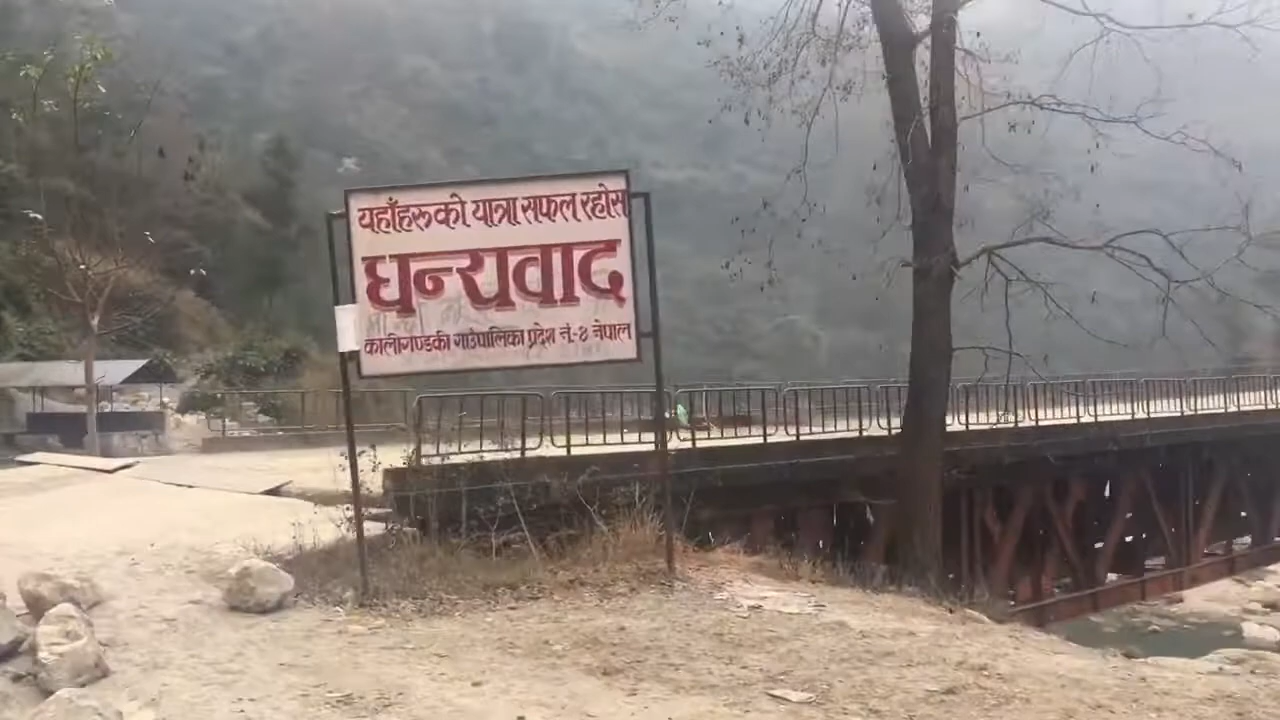 यहाँहरूको यात्रा सफल रहोस
धन्यवाद
कालीगण्डकी गाउँपालिका प्रदेश नं-४ नेपाल